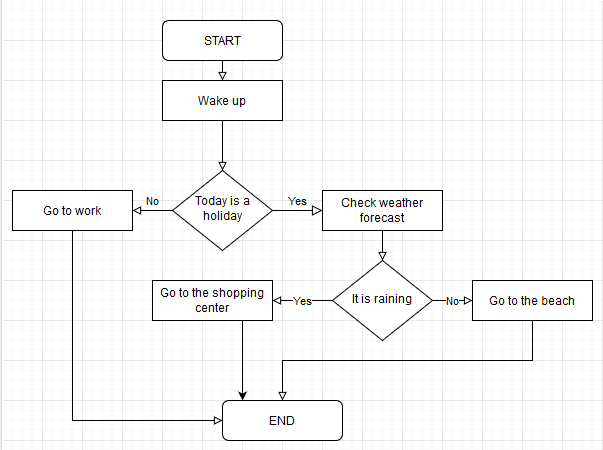 START
Wake up
Today is a
holiday
No
Yes
Go to work
Check weather
forecast
Go to the shopping
center
Yes
It is raining
No
Go to the beach
END